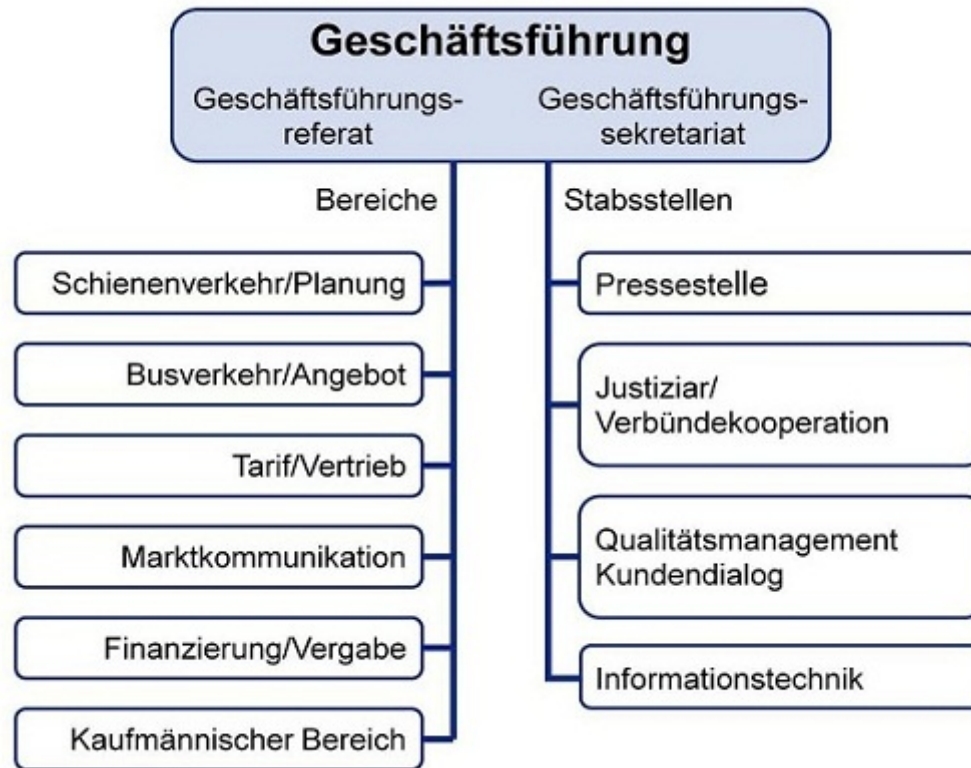 Geschäftsführung
Geschäftsführungs-
referat
Geschäftsführungs-
sekretariat
Bereiche
Schienenverkehr/Planung
Busverkehr/Angebot
Tarif/Vertrieb
Marktkommunikation
Finanzierung/Vergabe
Kaufmännischer Bereich
Stabsstellen
Pressestelle
Justiziar/
Verbündekooperation
Qualitätsmanagement
Kundendialog
Informationstechnik